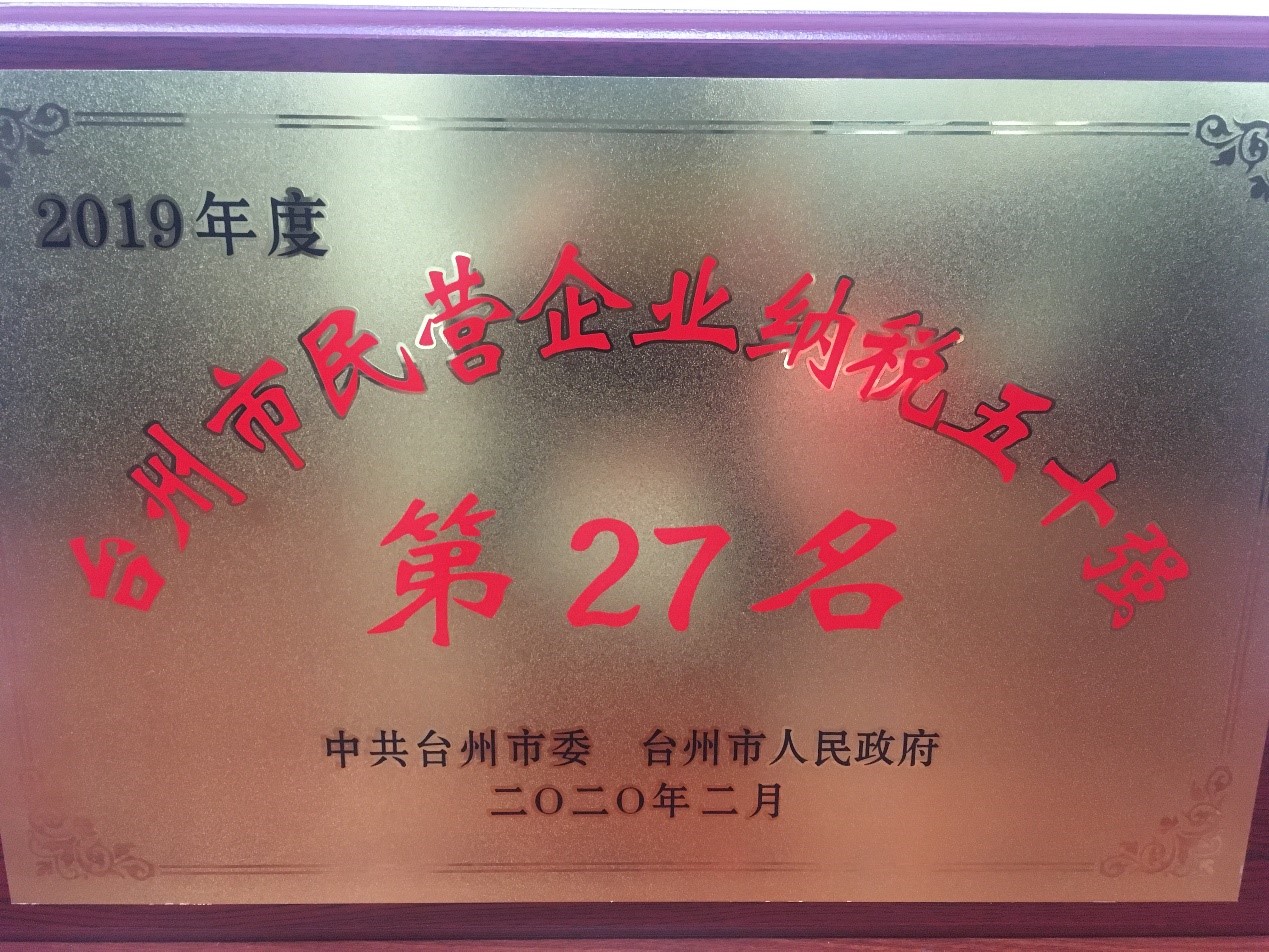 2019年度
台州市民营企业纳税五十强
第27名
中共台州市委 台州市人民政府
二〇二〇年二月